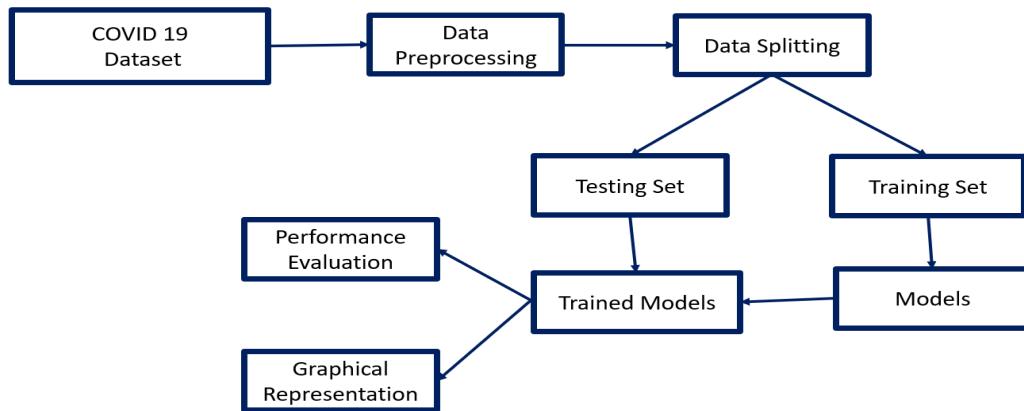 COVID 19
Dataset
Data
Preprocessing
Data Splitting
Testing Set
Training Set
Performance
Evaluation
Trained Models
Models
Graphical
Representation